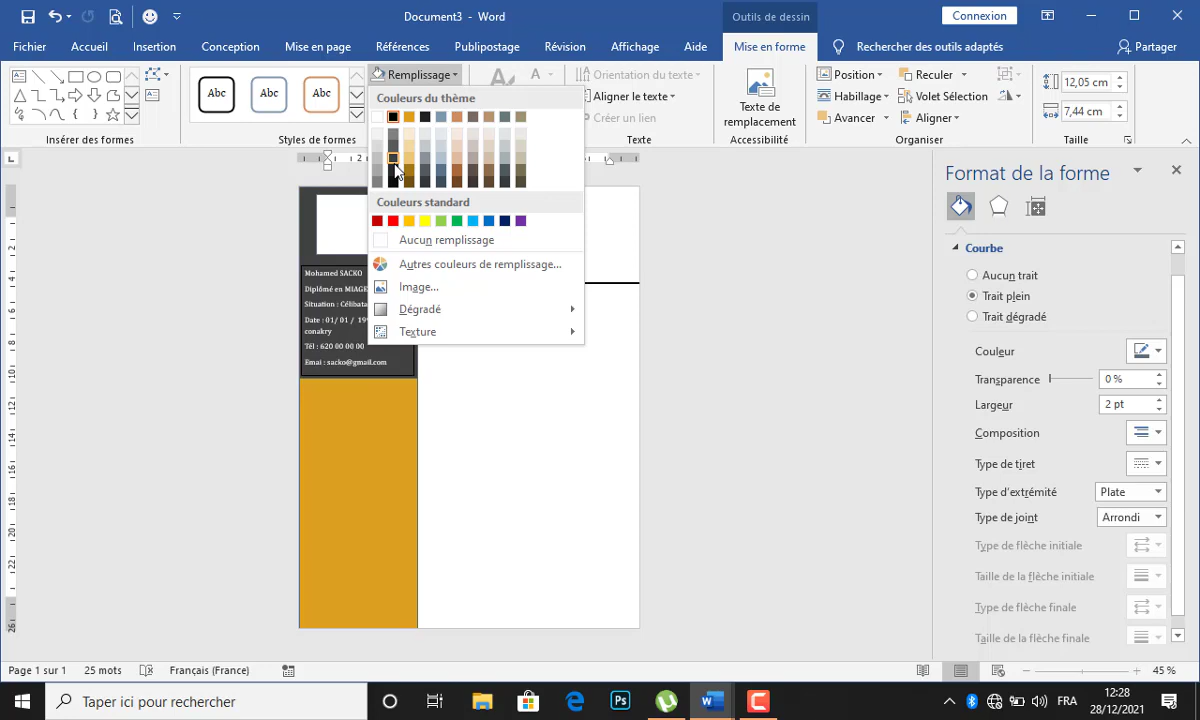 Document3 - Word
Outils de dessin
Connexion
Fichier Accueil Insertion Conception Mise en page Références Publipostage Révision Affichage Aide Mise en forme Rechercher des outils adaptés Partager
Remplissage
Orientation du texte
Aligner le texte
Créer un lien
Abc Abc Abc
Texte de
remplacement
Position
Habillage
Avancer
Reculer
Volet Sélection
Aligner
12,05 cm
7,44 cm
Insérer des formes Styles de formes Texte Accessibilité Organiser Taille
Couleurs du thème
Couleurs standard
Aucun remplissage
Autres couleurs de remplissage...
Image...
Dégradé
Texture
Mohamed SACKO
Diplômé en MIAGE
Situation : Céliba
Date : 01/ 01 / 19
conakry
Tél : 620 00 00 00
Emai : sacko@gmail.com
Format de la forme
Courbe
Aucun trait
Trait plein
Trait dégradé
Couleur
Transparence 0 %
Largeur 2 pt
Composition
Type de tiret
Type d'extrémité Plate
Type de joint Arrondi
Type de flèche initiale
Taille de la flèche initiale
Type de flèche finale
Taille de la flèche finale
Page 1 sur 1 25 mots Français (France) 45 %
Taper ici pour rechercher
Ps
FRA
12:28
28/12/2021